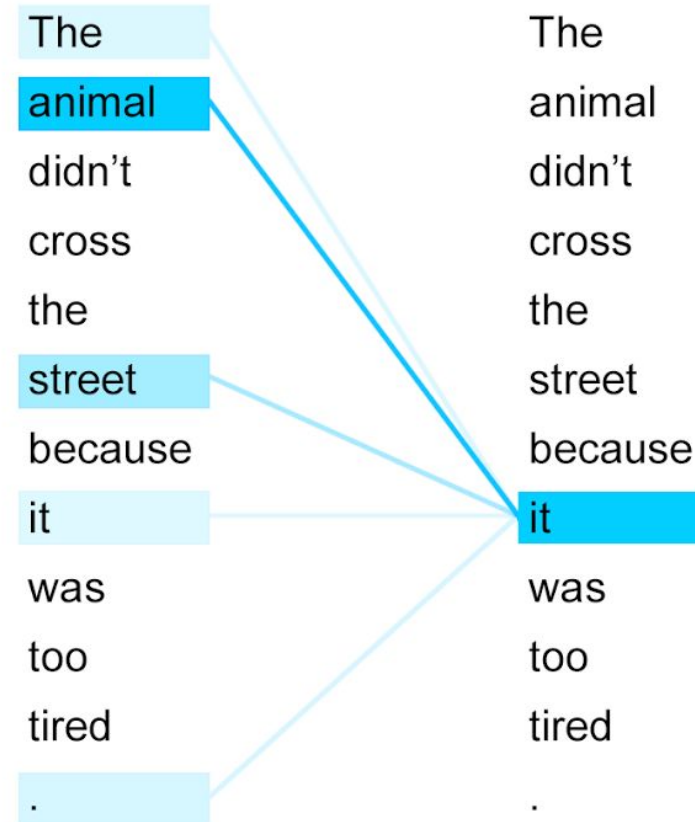 The The
animal animal
didn’t didn’t
cross cross
the the
street street
because because
it it
was was
too too
tired tired
. .